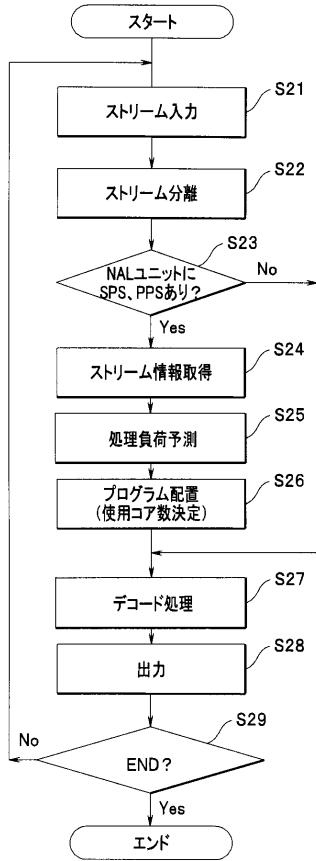 スタート
S21
ストリーム入力
S22
ストリーム分離
S23
NALユニットに
SPS、PPSあり？
No
Yes
S24
ストリーム情報取得
S25
処理負荷予測
S26
プログラム配置
(使用コア数決定)
S27
デコード処理
S28
出力
S29
No
END？
Yes
エンド